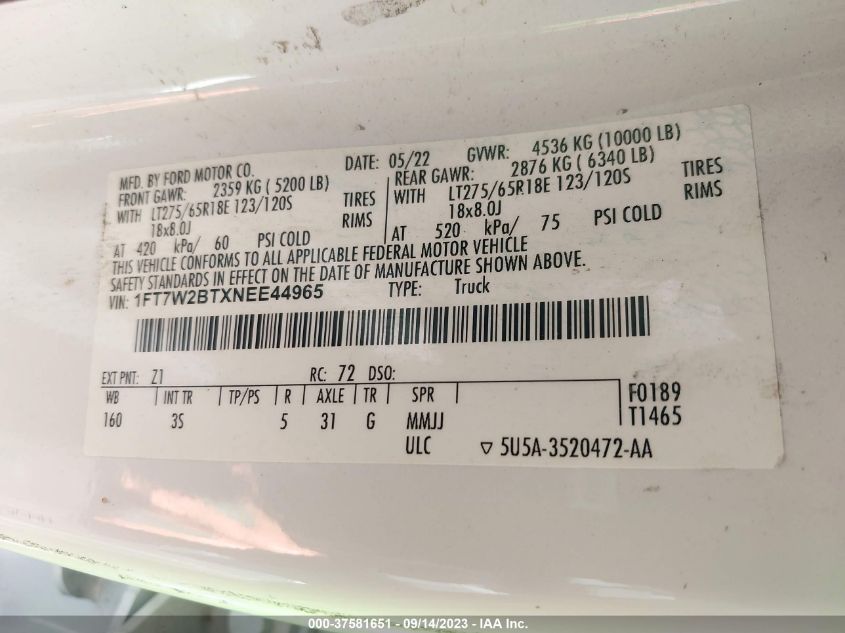 MFD. BY FORD MOTOR CO. DATE: 05/22 GVWR: 4536 KG (10000 LB)
FRONT GAWR: 2359 KG ( 5200 LB) REAR GAWR: 2876 KG ( 6340 LB)
WITH LT275/65R18E 123/120S TIRES WITH LT275/65R18E 123/120S TIRES
18x8.0J RIMS 18x8.0J RIMS
AT 420 kPa/ 60 PSI COLD AT 520 kPa/ 75 PSI COLD
THIS VEHICLE CONFORMS TO ALL APPLICABLE FEDERAL MOTOR VEHICLE
SAFETY STANDARDS IN EFFECT ON THE DATE OF MANUFACTURE SHOWN ABOVE.
VIN: 1FT7W2BTXNEE44965 TYPE: Truck
EXT PNT: Z1 RC: 72 DSO:
WB INT TR TP/PS R AXLE TR SPR F0189
160 3S 5 31 G MMJJ T1465
ULC ▽ 5U5A-3520472-AA
000-37581651 - 09/14/2023 - IAA Inc.